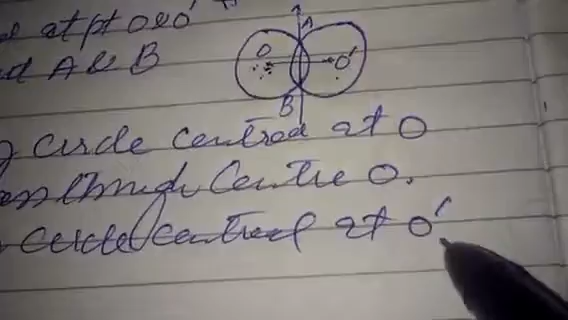 at pt O & O'
A & B
A
O
O'
B
circle centred at O
through Centre O.
circle centred at O'